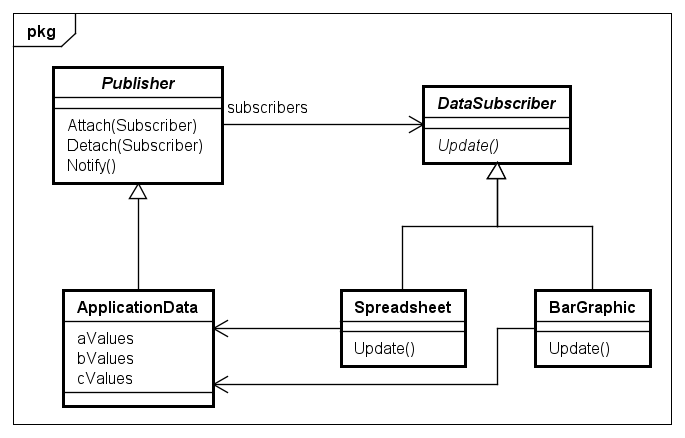 pkg
Publisher
Attach(Subscriber)
Detach(Subscriber)
Notify()
subscribers
DataSubscriber
Update()
ApplicationData
aValues
bValues
cValues
Spreadsheet
Update()
BarGraphic
Update()